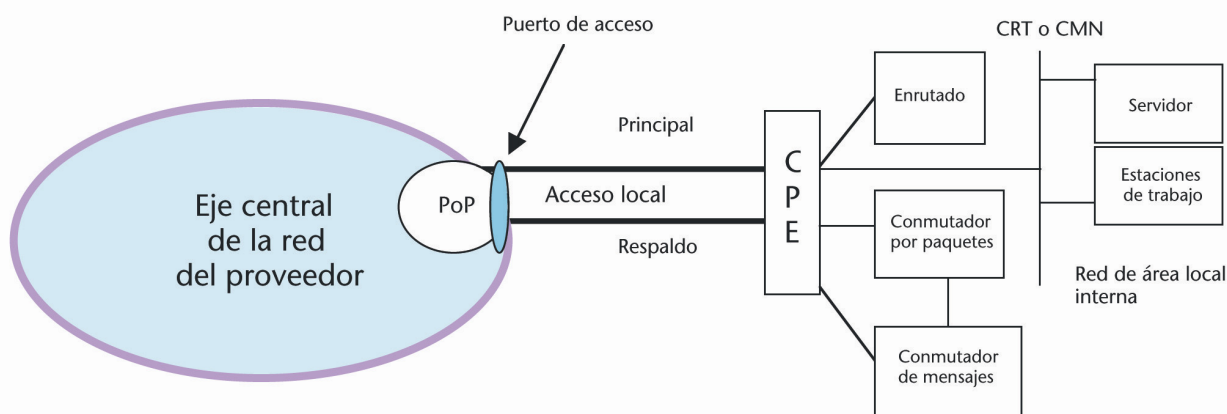 Puerto de acceso
CRT o CMN
Enrutado
Servidor
Principal
C
P
E
Estaciones
de trabajo
Eje central
de la red
del proveedor
PoP
Acceso local
Conmutador
por paquetes
Respaldo
Red de área local
interna
Conmutador
de mensajes